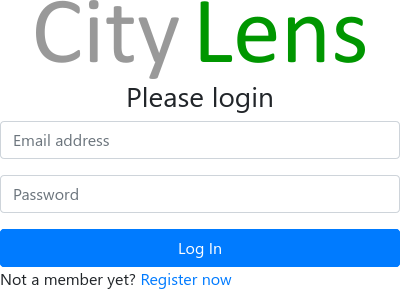 City Lens
Please login
Email address
Password
Log In
Not a member yet? Register now